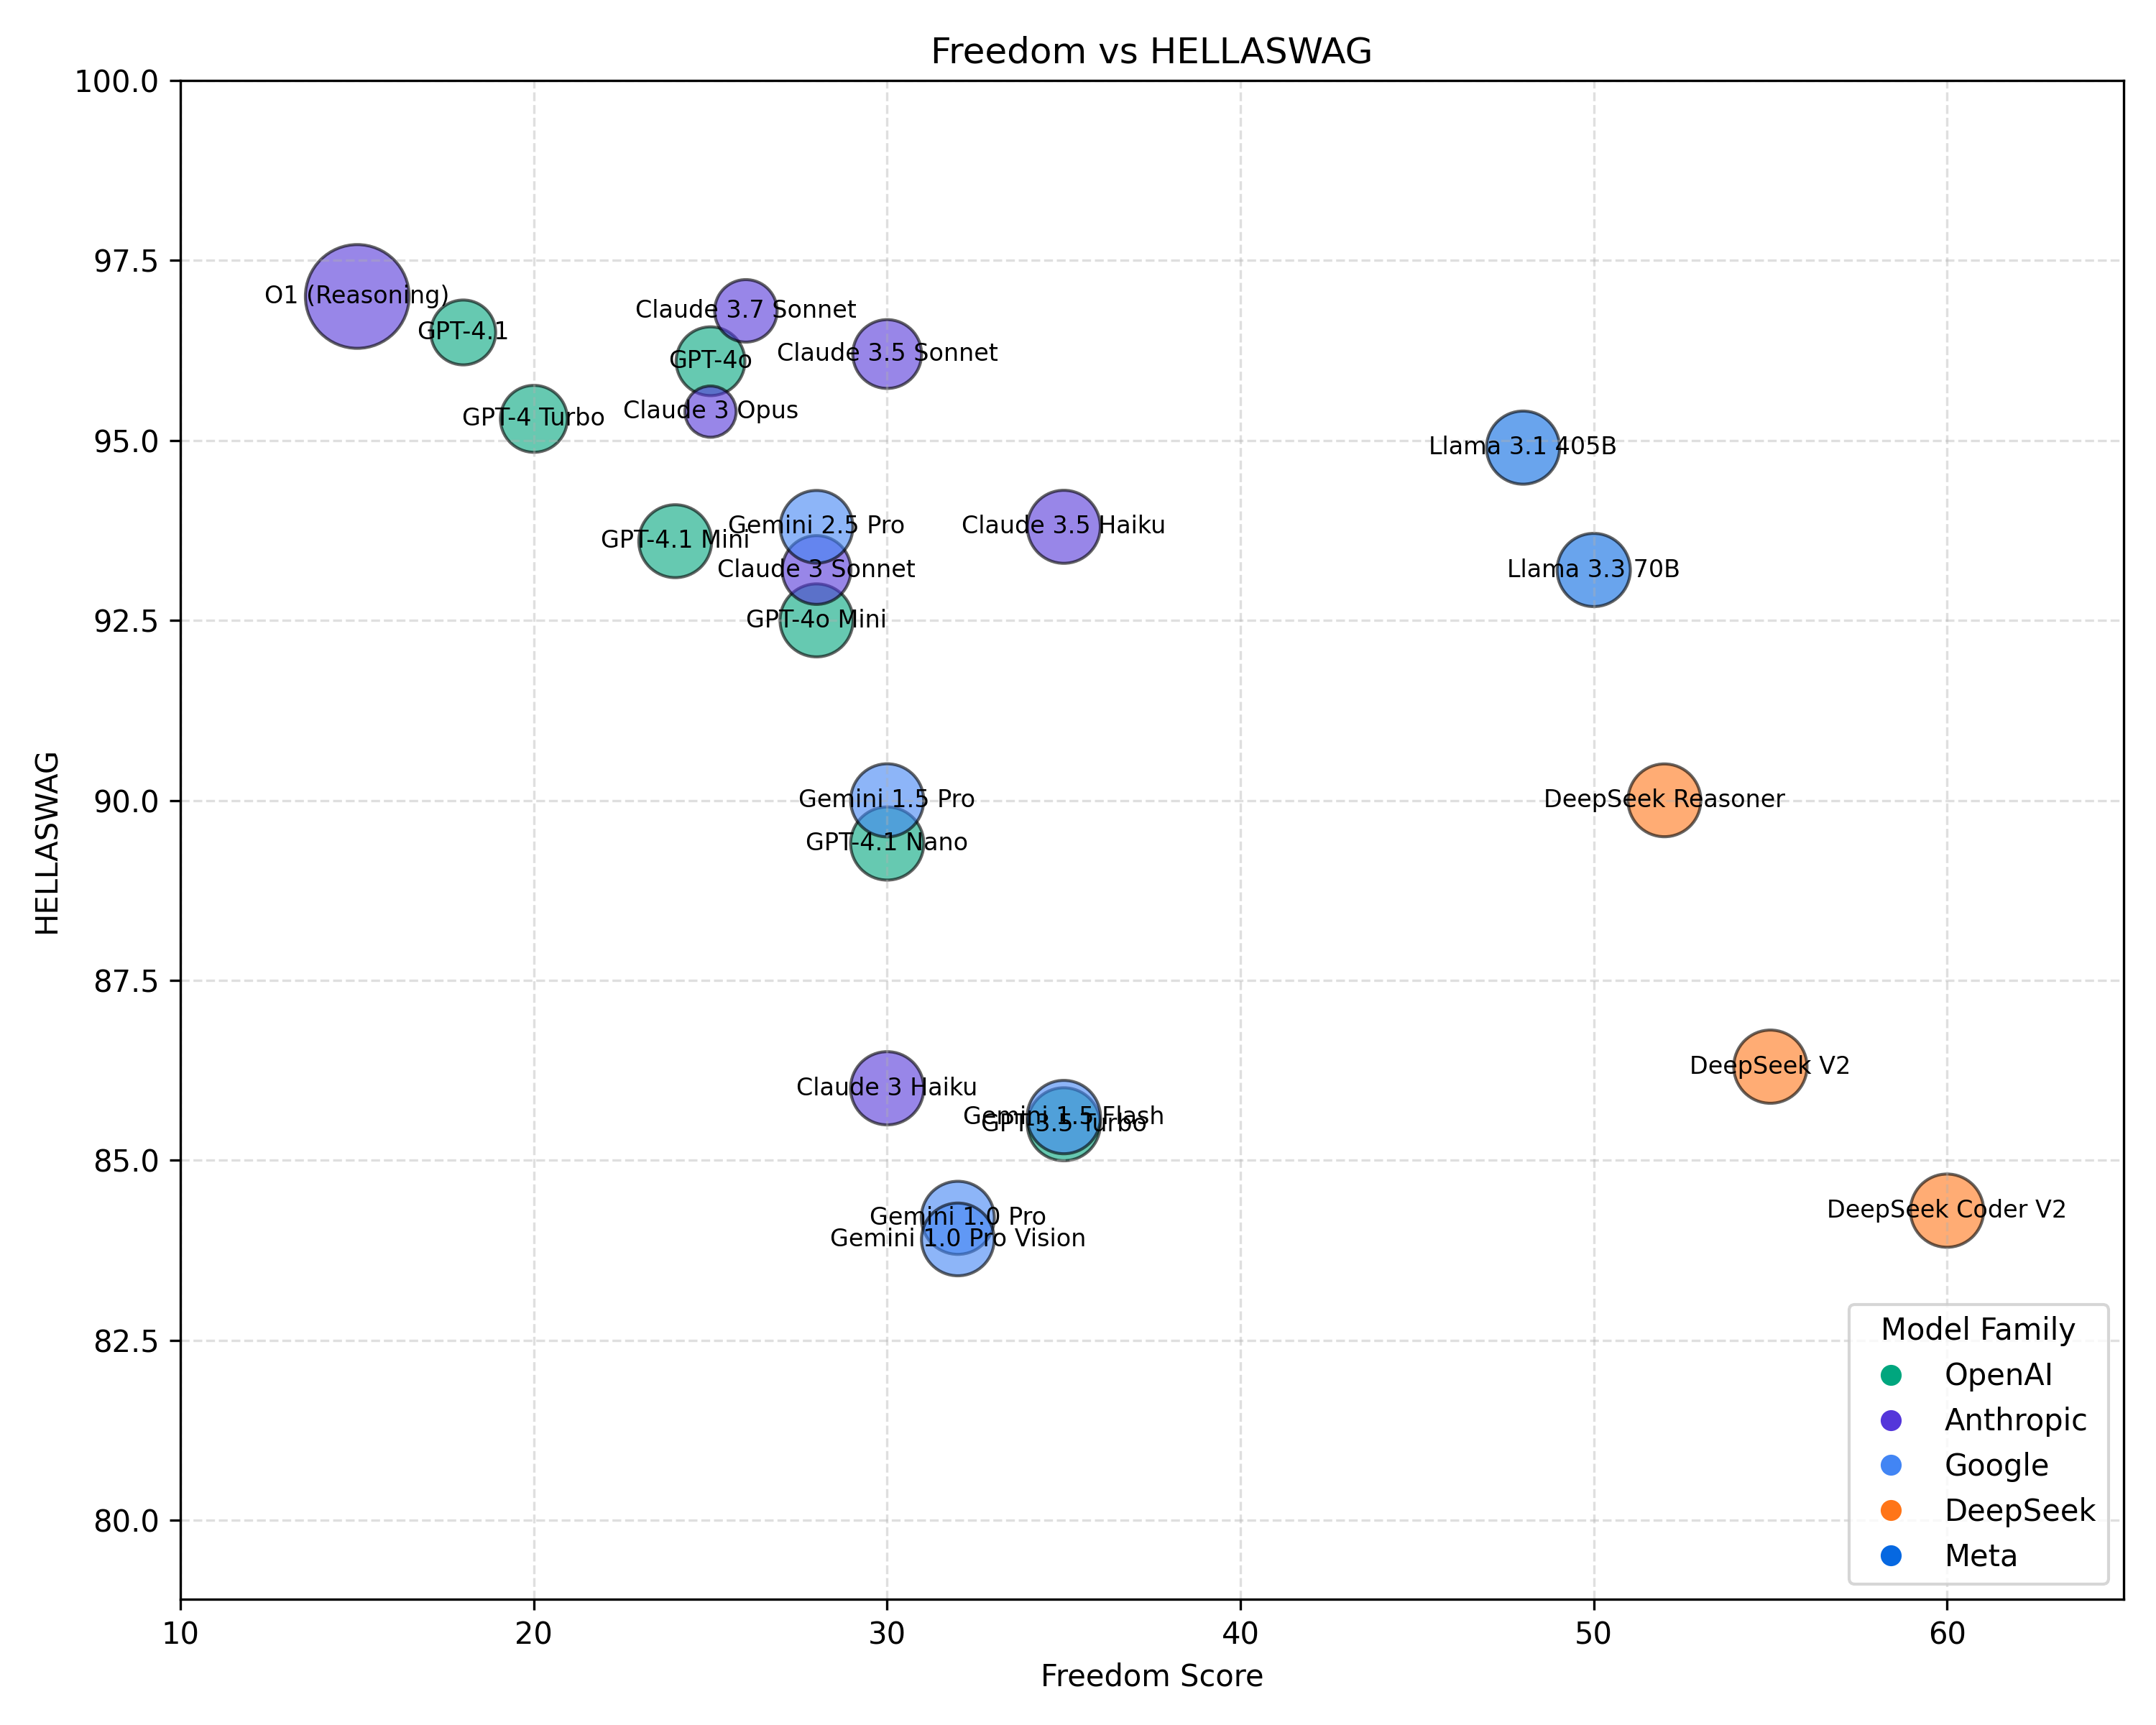 Freedom vs HELLASWAG
100.0
97.5
95.0
92.5
90.0
87.5
85.0
82.5
80.0
HELLASWAG
O1 (Reasoning)
GPT-4.1
Claude 3.7 Sonnet
GPT-4o
Claude 3.5 Sonnet
Claude 3 Opus
GPT-4 Turbo
Llama 3.1 405B
Gemini 2.5 Pro
Claude 3.5 Haiku
GPT-4.1 Mini
Claude 3 Sonnet
Llama 3.3 70B
GPT-4o Mini
Gemini 1.5 Pro
DeepSeek Reasoner
GPT-4.1 Nano
Claude 3 Haiku
DeepSeek V2
Gemini 1.5 Flash
GPT-3.5 Turbo
Gemini 1.0 Pro
DeepSeek Coder V2
Gemini 1.0 Pro Vision
Model Family
OpenAI
Anthropic
Google
DeepSeek
Meta
10
20
30
40
50
60
Freedom Score